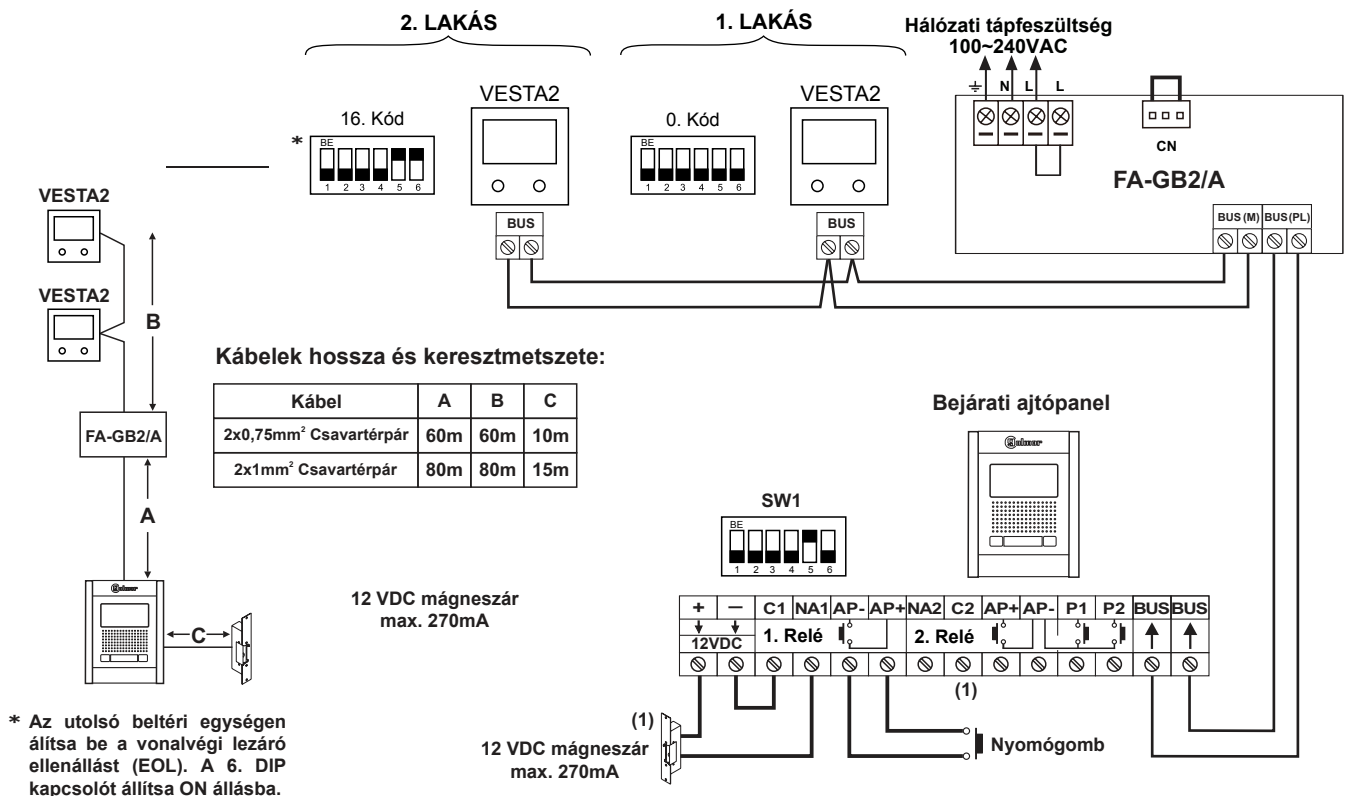 2. LAKÁS
1. LAKÁS
Hálózati tápfeszültség
100~240VAC
VESTA2
VESTA2
N L L
16. Kód
0. Kód
*
BE
1 2 3 4 5 6
BE
1 2 3 4 5 6
CN
FA-GB2/A
BUS
BUS
BUS(M) BUS(PL)
VESTA2
VESTA2
B
FA-GB2/A
A
Golmar
C
Kábelek hossza és keresztmetszete:
Kábel A B C
2x0,75mm² Csavartérpár 60m 60m 10m
2x1mm² Csavartérpár 80m 80m 15m
Bejárati ajtópanel
Golmar
SW1
BE
1 2 3 4 5 6
12 VDC mágneszár
max. 270mA
+ – C1 NA1 AP- AP+ NA2 C2 AP+ AP- P1 P2 BUS BUS
12VDC
1. Relé
2. Relé
(1)
(1)
12 VDC mágneszár
max. 270mA
Nyomógomb
* Az utolsó beltéri egységen
álítsa be a vonalvégi lezáró
ellenállást (EOL). A 6. DIP
kapcsolót állítsa ON állásba.